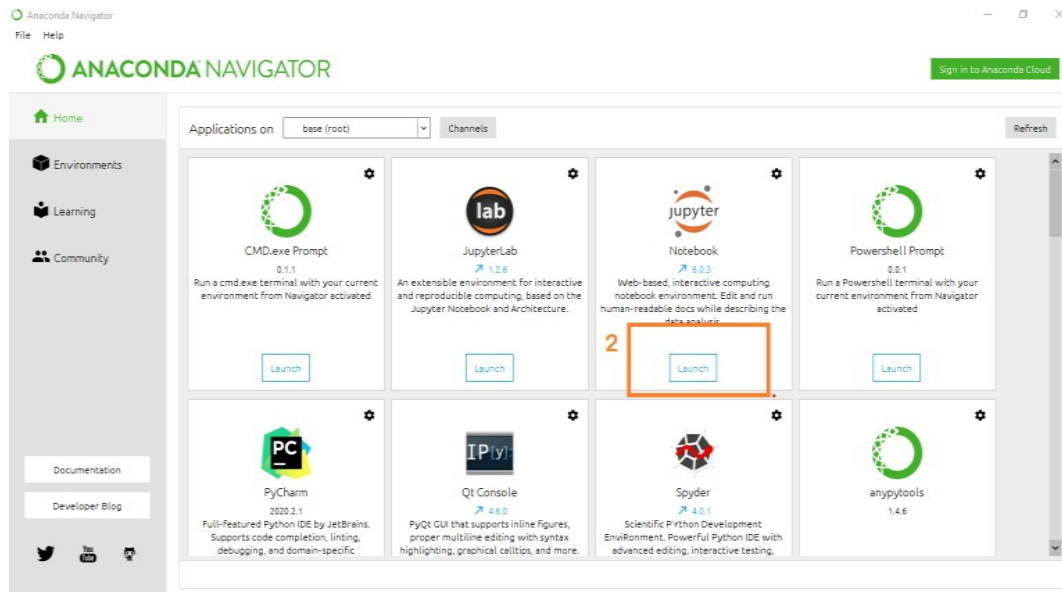 Anaconda Navigator
File Help
ANACONDA NAVIGATOR
Sign in to Anaconda Cloud
Home
Environments
Learning
Community
Documentation
Developer Blog
You
Tube
Applications on base (root) Channels
Refresh
CMD.exe Prompt
0.1.1
Run a cmd.exe terminal with your current
environment from Navigator activated
Launch
lab
JupyterLab
1.2.6
An extensible environment for interactive
and reproducible computing, based on the
Jupyter Notebook and Architecture.
Launch
jupyter
Notebook
6.0.3
Web-based, interactive computing
notebook environment. Edit and run
human-readable docs while describing the
data analysis.
2
Launch
Powershell Prompt
0.0.1
Run a Powershell terminal with your
current environment from Navigator
activated
Launch
PC
PyCharm
2020.2.1
Full-featured Python IDE by JetBrains.
Supports code completion, linting,
debugging, and domain-specific
IP[y]:
Qt Console
4.6.0
PyQt GUI that supports inline figures,
proper multiline editing with syntax
highlighting, graphical calltips, and more.
Spyder
4.0.1
Scientific PYthon Development
EnviRonment. Powerful Python IDE with
advanced editing, interactive testing,
anypytools
1.4.6